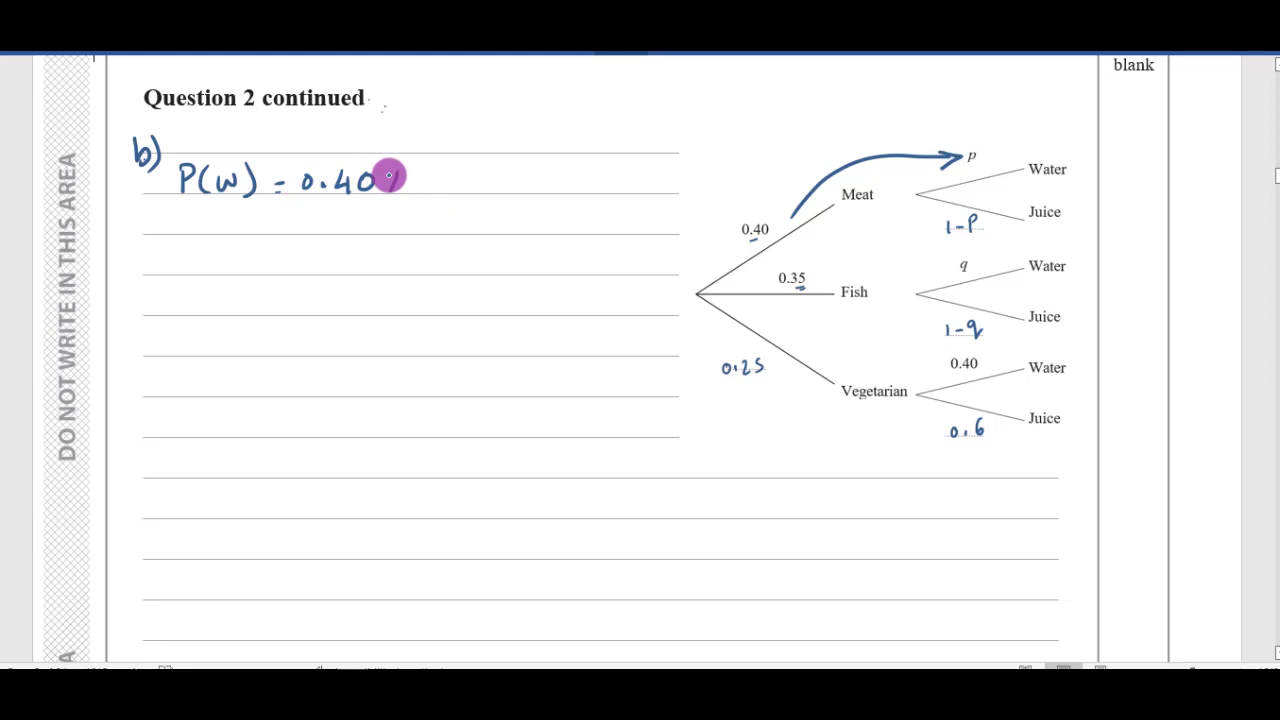 blank
Question 2 continued
b)
P(W) = 0.40
DO NOT WRITE IN THIS AREA
p
Water
Meat
Juice
1-P
0.40
q
Water
0.35
Fish
Juice
1-q
0.40
0.25
Water
Vegetarian
Juice
0.6
A